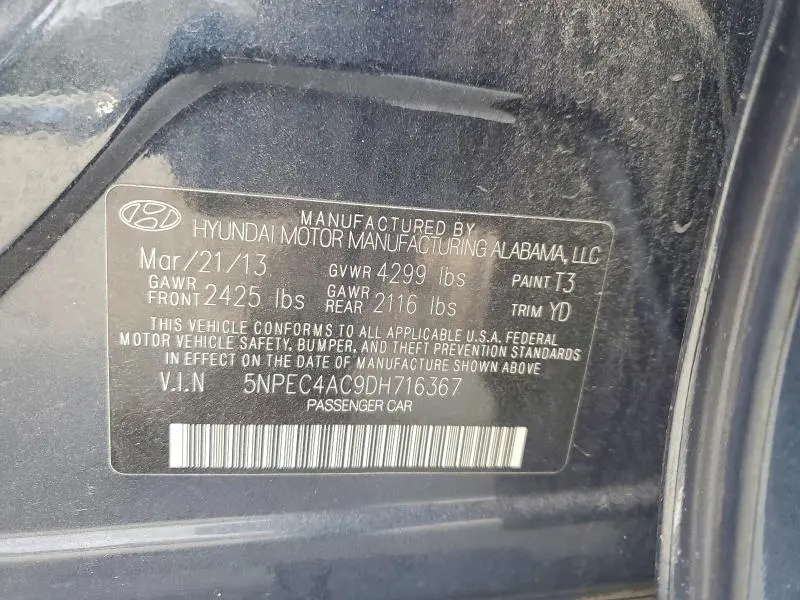 MANUFACTURED BY
HYUNDAI MOTOR MANUFACTURING ALABAMA, LLC
Mar/21/13 GVWR 4299 lbs PAINT T3
GAWR FRONT 2425 lbs GAWR REAR 2116 lbs TRIM YD
THIS VEHICLE CONFORMS TO ALL APPLICABLE U.S.A. FEDERAL
MOTOR VEHICLE SAFETY, BUMPER, AND THEFT PREVENTION STANDARDS
IN EFFECT ON THE DATE OF MANUFACTURE SHOWN ABOVE
V.I.N 5NPEC4AC9DH716367
PASSENGER CAR